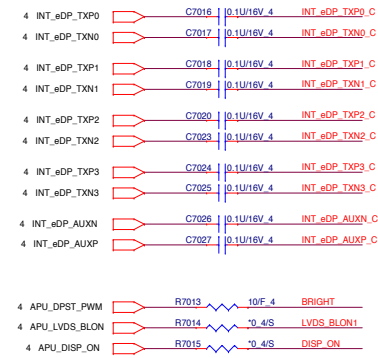 4 INT_eDP_TXP0 C7016 0.1U/16V_4 INT_eDP_TXP0_C
4 INT_eDP_TXN0 C7017 0.1U/16V_4 INT_eDP_TXN0_C
4 INT_eDP_TXP1 C7018 0.1U/16V_4 INT_eDP_TXP1_C
4 INT_eDP_TXN1 C7019 0.1U/16V_4 INT_eDP_TXN1_C
4 INT_eDP_TXP2 C7020 0.1U/16V_4 INT_eDP_TXP2_C
4 INT_eDP_TXN2 C7023 0.1U/16V_4 INT_eDP_TXN2_C
4 INT_eDP_TXP3 C7024 0.1U/16V_4 INT_eDP_TXP3_C
4 INT_eDP_TXN3 C7025 0.1U/16V_4 INT_eDP_TXN3_C
4 INT_eDP_AUXN C7026 0.1U/16V_4 INT_eDP_AUXN_C
4 INT_eDP_AUXP C7027 0.1U/16V_4 INT_eDP_AUXP_C
4 APU_DPST_PWM R7013 10/F_4 BRIGHT
4 APU_LVDS_BLON R7014 *0_4/S LVDS_BLON1
4 APU_DISP_ON R7015 *0_4/S DISP_ON